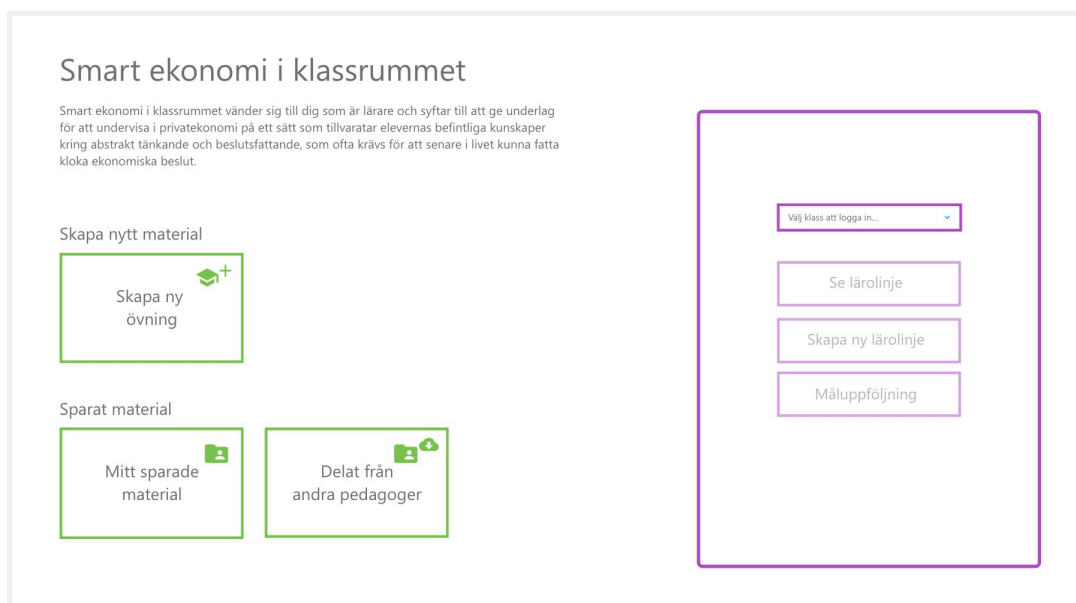 Smart ekonomi i klassrummet
Smart ekonomi i klassrummet vänder sig till dig som är lärare och syftar till att ge underlag
för att undervisa i privatekonomi på ett sätt som tillvaratar elevernas befintliga kunskaper
kring abstrakt tänkande och beslutsfattande, som ofta krävs för att senare i livet kunna fatta
kloka ekonomiska beslut.
Skapa nytt material
Skapa ny
övning
Sparat material
Mitt sparade
material
Delat från
andra pedagoger
Välj klass att logga in...
Se lärolinje
Skapa ny lärolinje
Måluppföljning